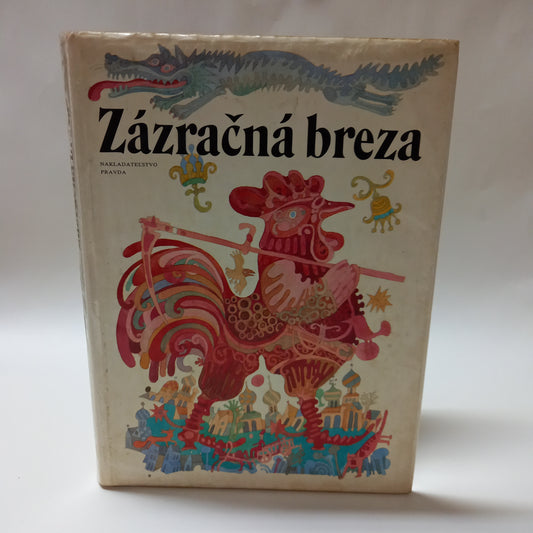 Zázračná breza
NAKLADATEĽSTVO
PRAVDA